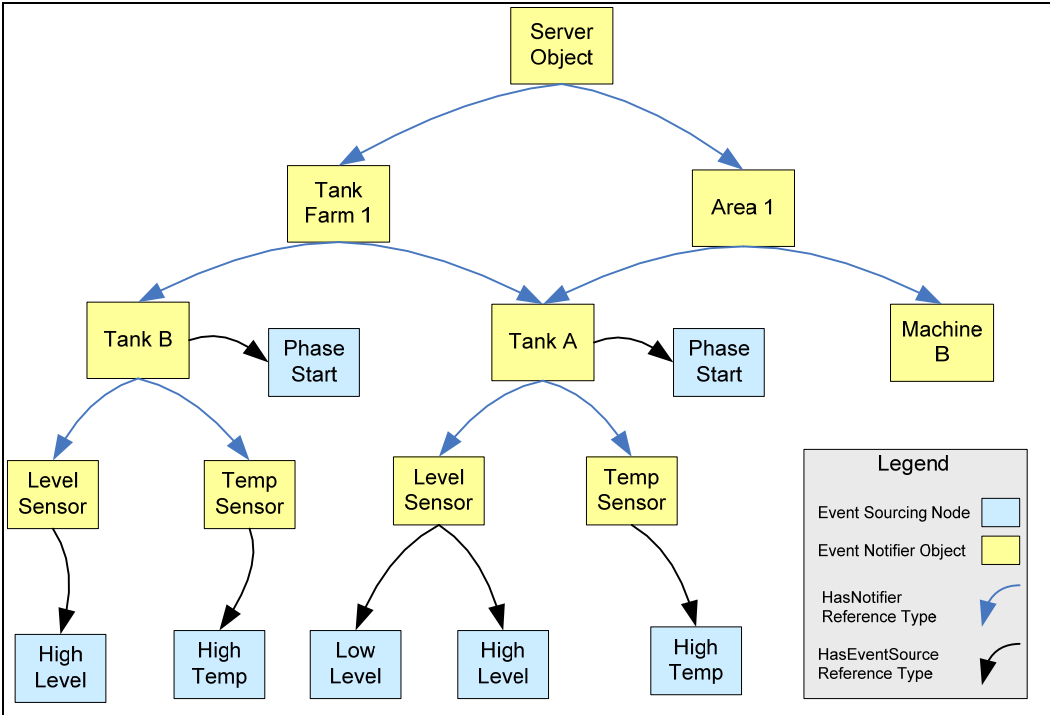 Server
Object
Tank
Farm 1
Area 1
Tank B
Phase
Start
Tank A
Phase
Start
Machine
B
Level
Sensor
Temp
Sensor
Level
Sensor
Temp
Sensor
High
Level
High
Temp
Low
Level
High
Level
High
Temp
Legend
Event Sourcing Node
Event Notifier Object
HasNotifier
Reference Type
HasEventSource
Reference Type